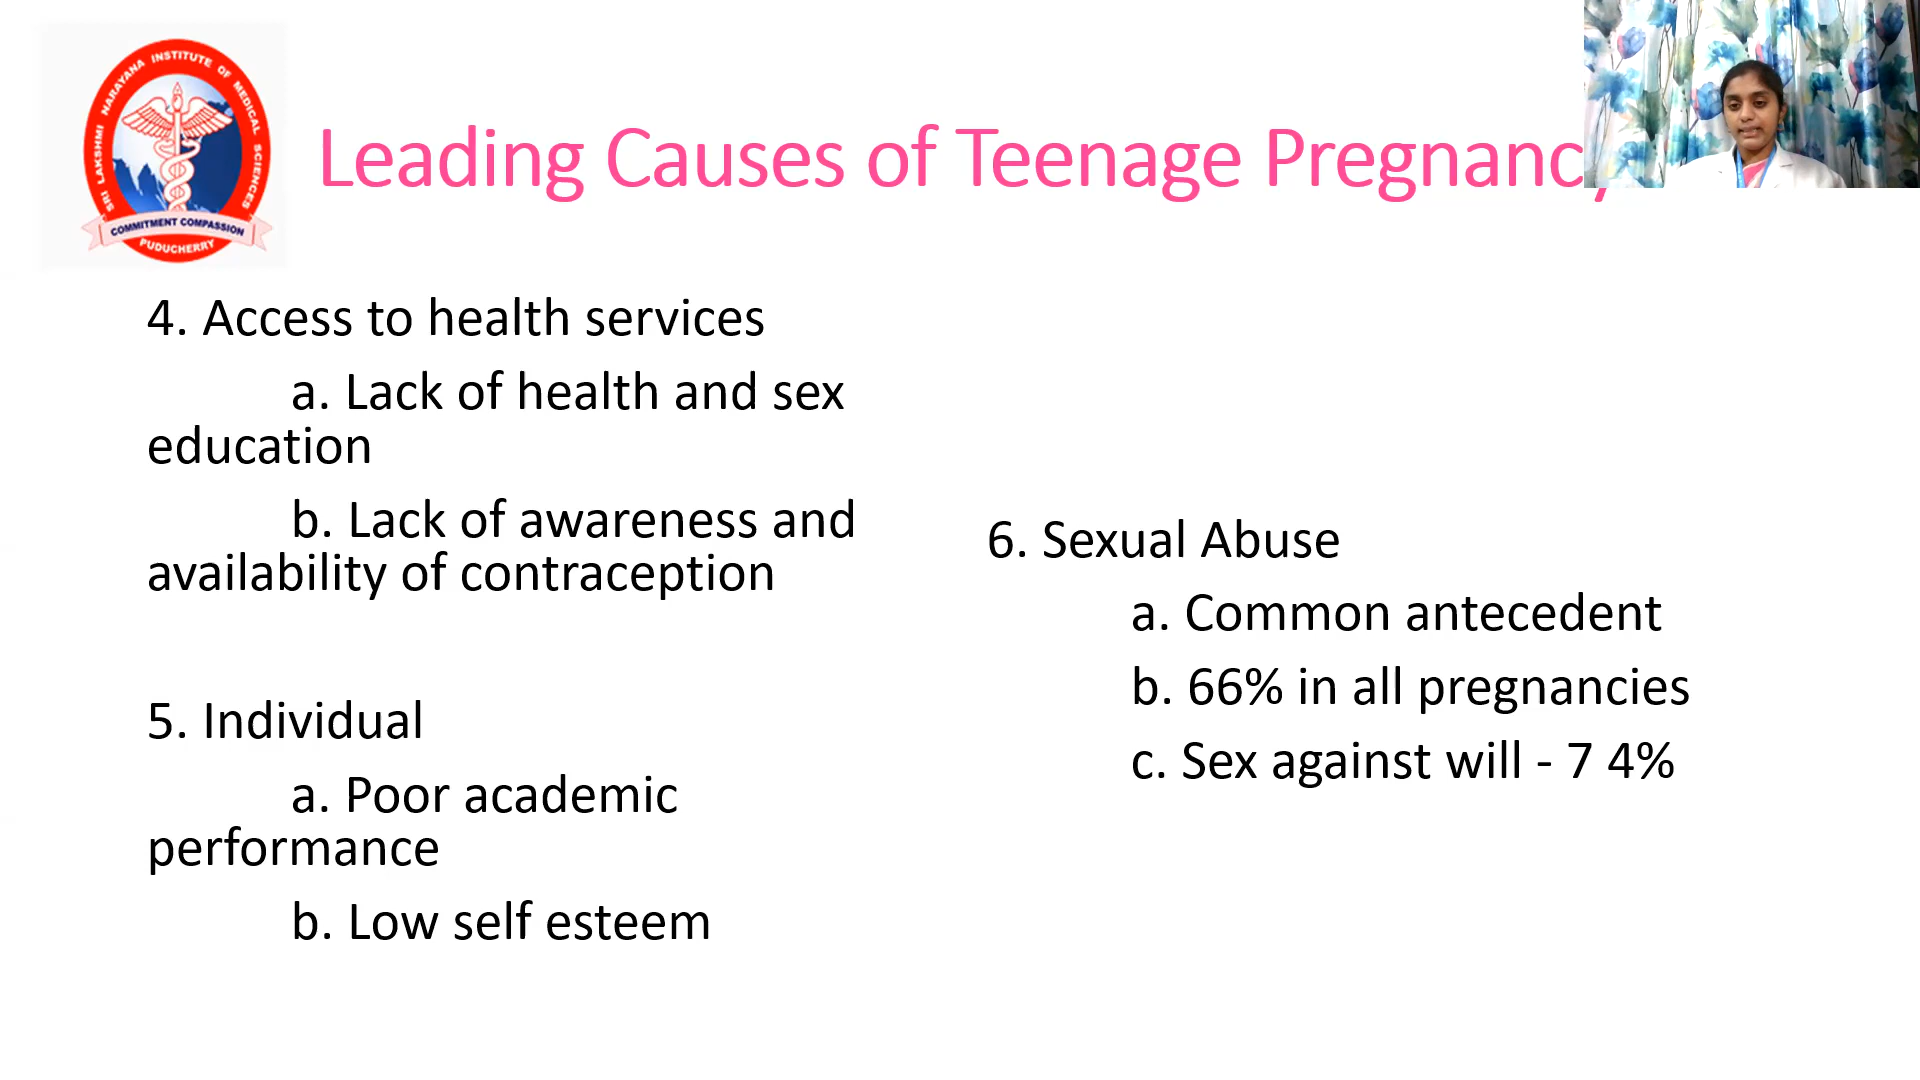 SRI LAKSHMI NARAYANA INSTITUTE OF MEDICAL SCIENCES
COMMITMENT COMPASSION
PUDUCHERRY
Leading Causes of Teenage Pregnancy
4. Access to health services
a. Lack of health and sex
education
b. Lack of awareness and
availability of contraception
5. Individual
a. Poor academic
performance
b. Low self esteem
6. Sexual Abuse
a. Common antecedent
b. 66% in all pregnancies
c. Sex against will - 7 4%